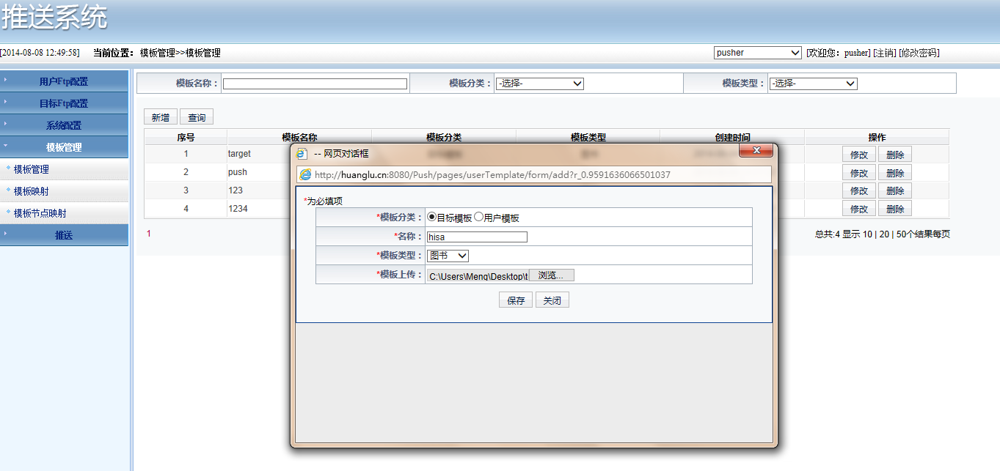 推送系统
[2014-08-08 12:49:58] 当前位置：模板管理>>模板管理 pusher [欢迎您：pusher] [注销] [修改密码]
用户Ftp配置
目标Ftp配置
系统配置
模板管理
模板管理
模板映射
模板节点映射
推送
模板名称： 模板分类： -选择- 模板类型： -选择-
新增 查询
序号 模板名称 模板分类 模板类型 创建时间 操作
1 target 修改 删除
2 push 修改 删除
3 123 修改 删除
4 1234 修改 删除
1 总共:4 显示 10 | 20 | 50个结果每页
-- 网页对话框
http://huanglu.cn:8080/Push/pages/userTemplate/form/add?r_0.9591636066501037
*为必填项
*模板分类： 目标模板 用户模板
*名称： hisa
*模板类型： 图书
*模板上传： C:\Users\Meng\Desktop\t 浏览...
保存 关闭